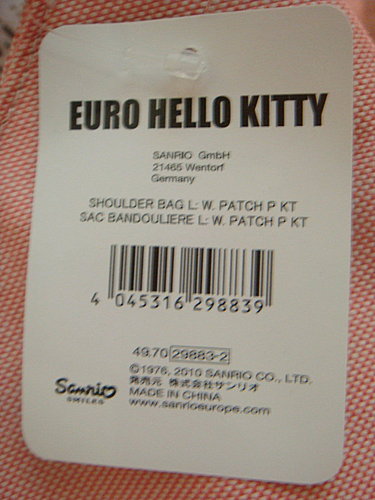 EURO HELLO KITTY
SANRIO GmbH
21465 Wentorf
Germany
SHOULDER BAG L: W. PATCH P KT
SAC BANDOULIERE L: W. PATCH P KT
4 045316 298839
49.70 29883-2
©1976, 2010 SANRIO CO., LTD.
発売元 株式会社サンリオ
MADE IN CHINA
www.sanrioeurope.com
Sanrio
SMILES